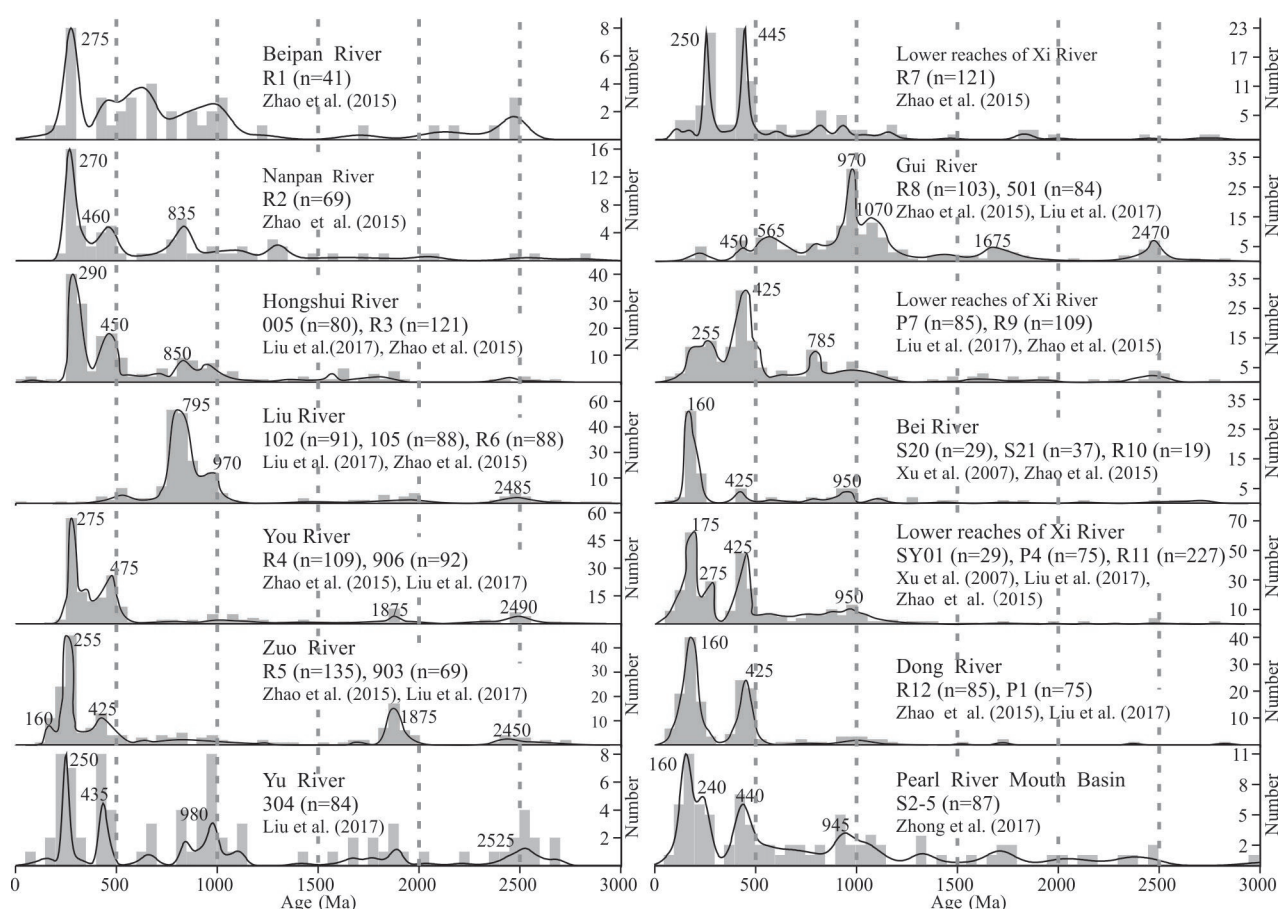 275
Beipan River
R1 (n=41)
Zhao et al. (2015)
8
6
4
2
Number
270
460
835
Nanpan River
R2 (n=69)
Zhao et al. (2015)
16
12
8
4
Number
290
450
850
Hongshui River
005 (n=80), R3 (n=121)
Liu et al.(2017), Zhao et al. (2015)
40
30
20
10
Number
795
970
2485
Liu River
102 (n=91), 105 (n=88), R6 (n=88)
Liu et al. (2017), Zhao et al. (2015)
60
50
30
10
Number
275
475
1875
2490
You River
R4 (n=109), 906 (n=92)
Zhao et al. (2015), Liu et al. (2017)
60
45
30
15
Number
160
255
425
1875
2450
Zuo River
R5 (n=135), 903 (n=69)
Zhao et al. (2015), Liu et al. (2017)
40
30
20
10
Number
250
435
980
2525
Yu River
304 (n=84)
Liu et al. (2017)
8
6
4
2
Number
0
500
1000
1500
2000
2500
3000
Age (Ma)
250
445
Lower reaches of Xi River
R7 (n=121)
Zhao et al. (2015)
23
17
11
5
Number
450
565
970
1070
1675
2470
Gui River
R8 (n=103), 501 (n=84)
Zhao et al. (2015), Liu et al. (2017)
35
25
15
5
Number
255
425
785
Lower reaches of Xi River
P7 (n=85), R9 (n=109)
Liu et al. (2017), Zhao et al. (2015)
35
25
15
5
Number
160
425
950
Bei River
S20 (n=29), S21 (n=37), R10 (n=19)
Xu et al. (2007), Zhao et al. (2015)
35
25
15
5
Number
175
275
425
950
Lower reaches of Xi River
SY01 (n=29), P4 (n=75), R11 (n=227)
Xu et al. (2007), Liu et al. (2017),
Zhao et al. (2015)
70
50
30
10
Number
160
425
Dong River
R12 (n=85), P1 (n=75)
Zhao et al. (2015), Liu et al. (2017)
40
30
20
10
Number
160
240
440
945
Pearl River Mouth Basin
S2-5 (n=87)
Zhong et al. (2017)
11
8
5
2
Number
0
500
1000
1500
2000
2500
3000
Age (Ma)